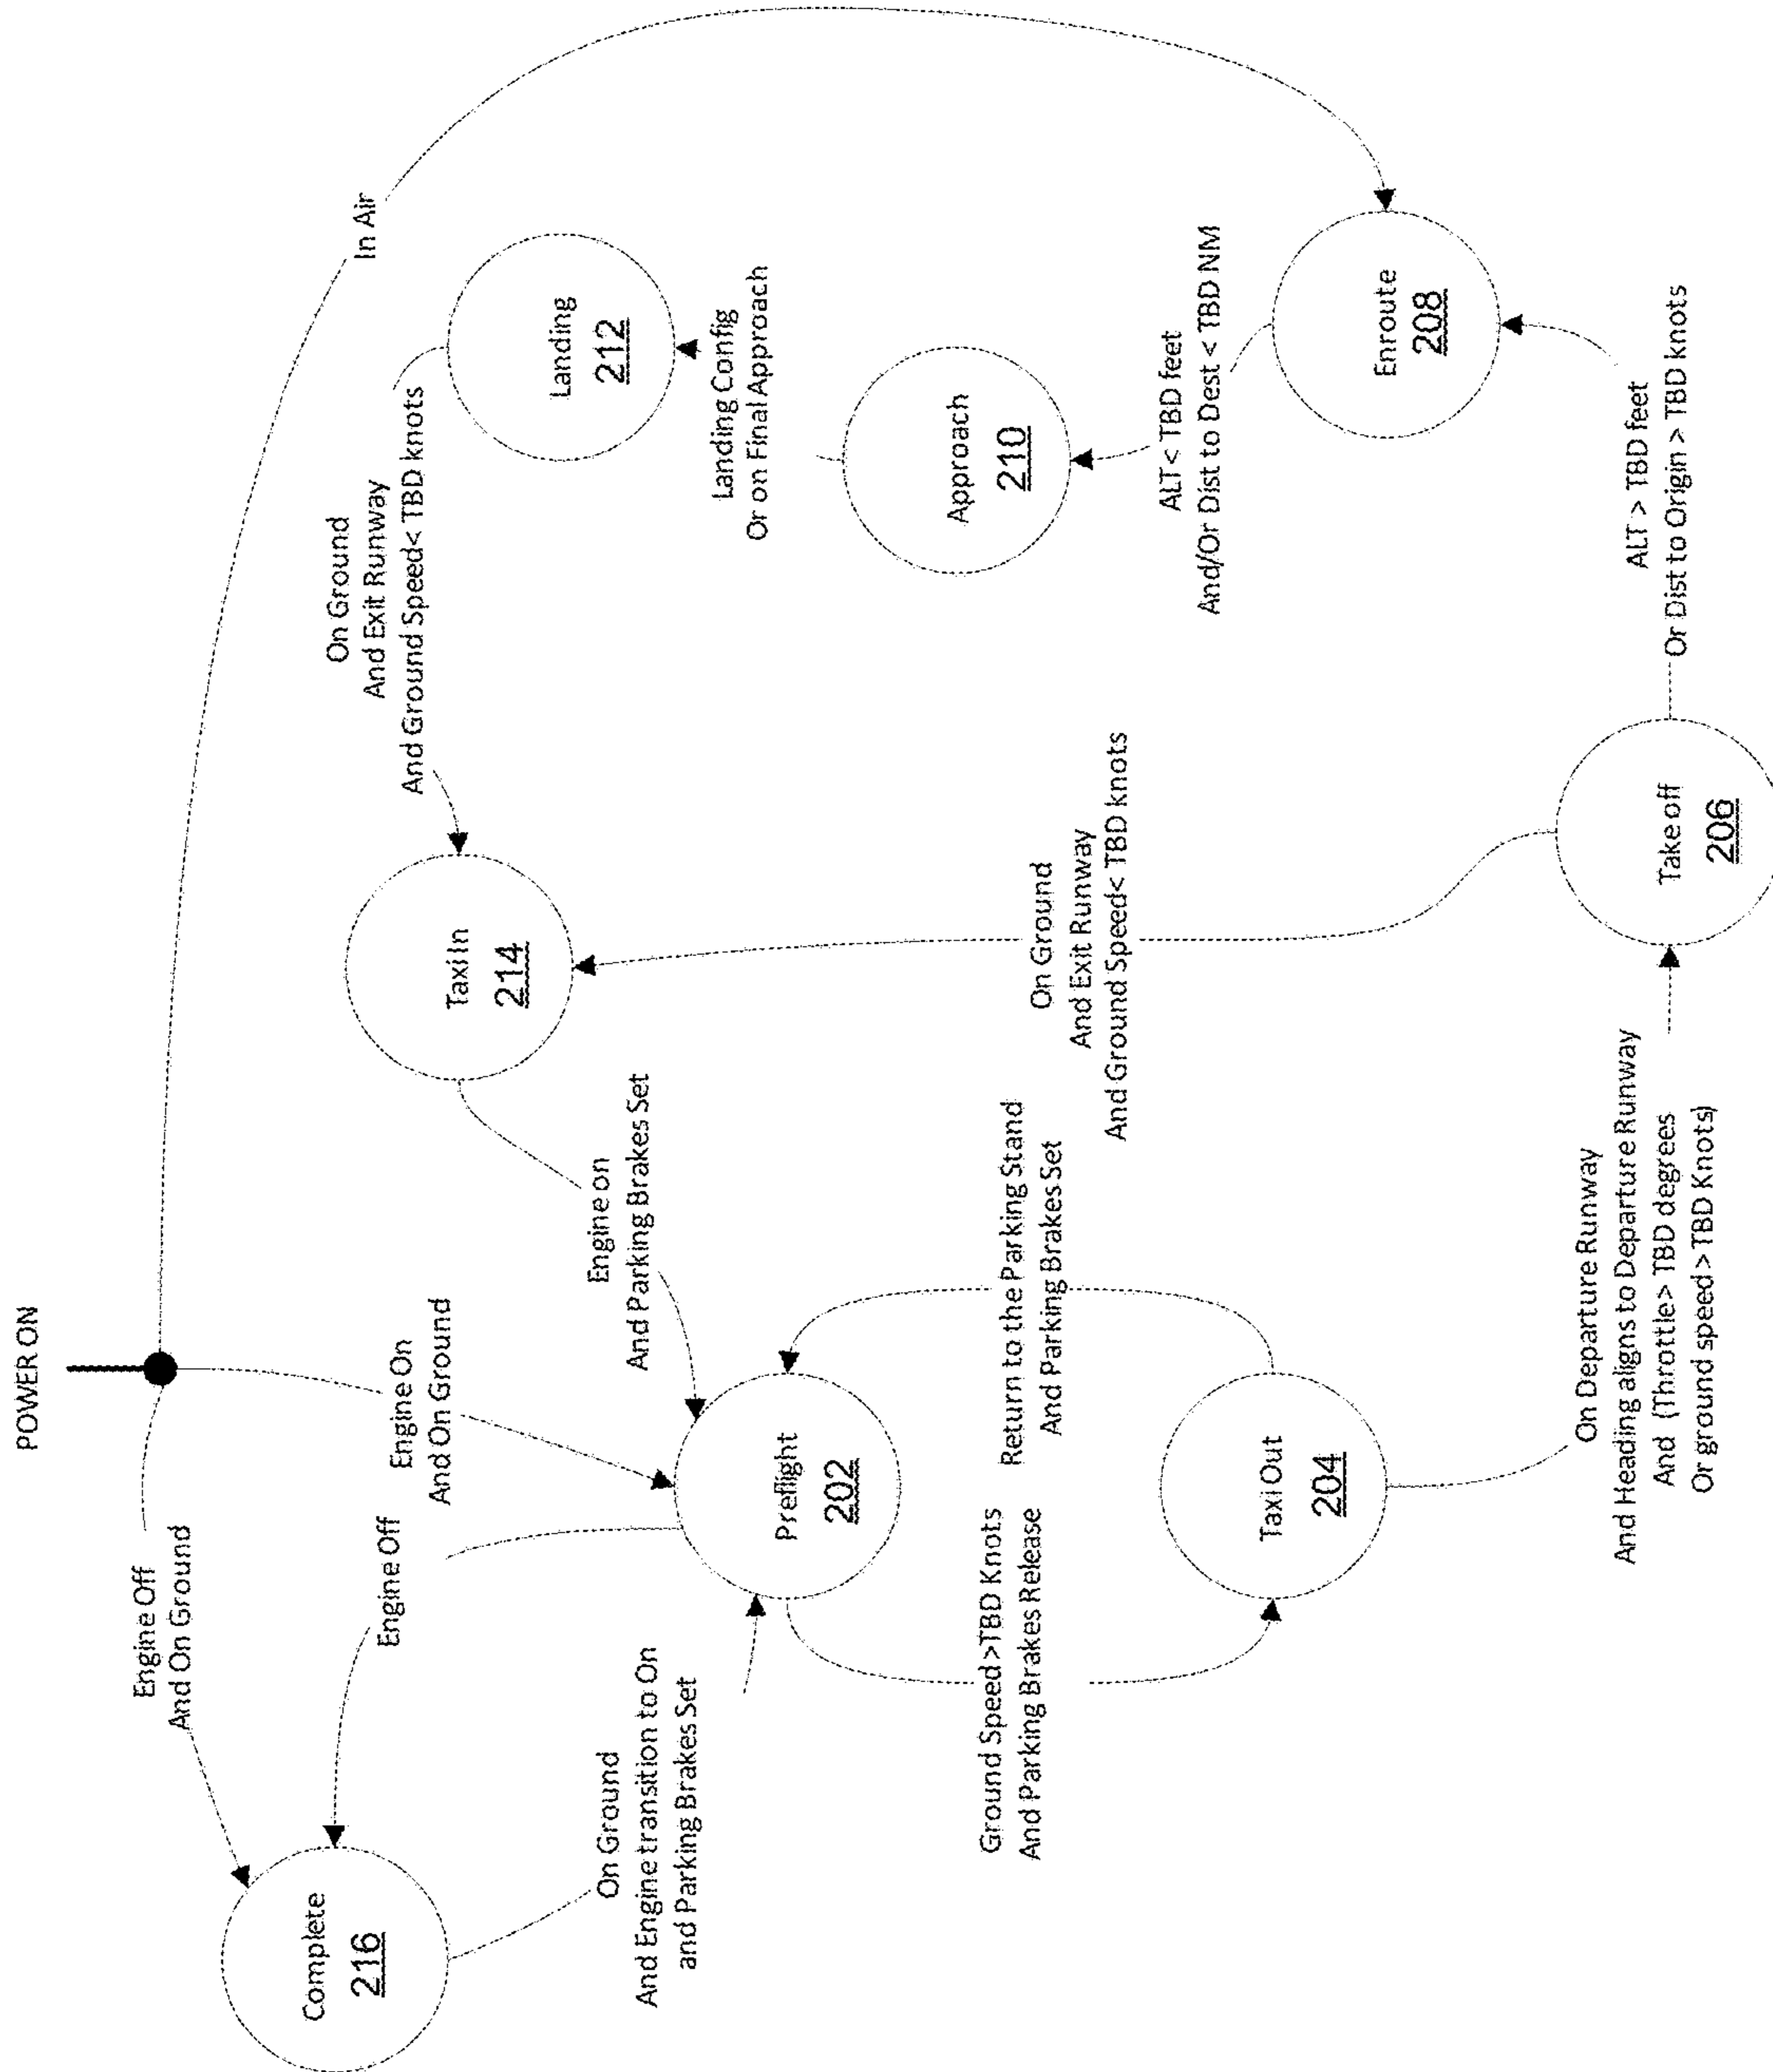 POWER ON
In Air
Engine Off
And On Ground
Engine On
And On Ground
Engine Off
Complete
216
On Ground
And Engine transition to On
and Parking Brakes Set
Preflight
202
Engine on
And Parking Brakes Set
Taxi In
214
On Ground
And Exit Runway
And Ground Speed< TBD knots
Landing
212
Landing Config
Or on Final Approach
Approach
210
ALT < TBD feet
And/Or Dist to Dest < TBD NM
Enroute
208
Ground Speed >TBD Knots
And Parking Brakes Release
Return to the Parking Stand
And Parking Brakes Set
On Ground
And Exit Runway
And Ground Speed< TBD knots
Taxi Out
204
On Departure Runway
And Heading aligns to Departure Runway
And (Throttle> TBD degrees
Or ground speed >TBD Knots)
Take off
206
ALT > TBD feet
Or Dist to Origin > TBD knots